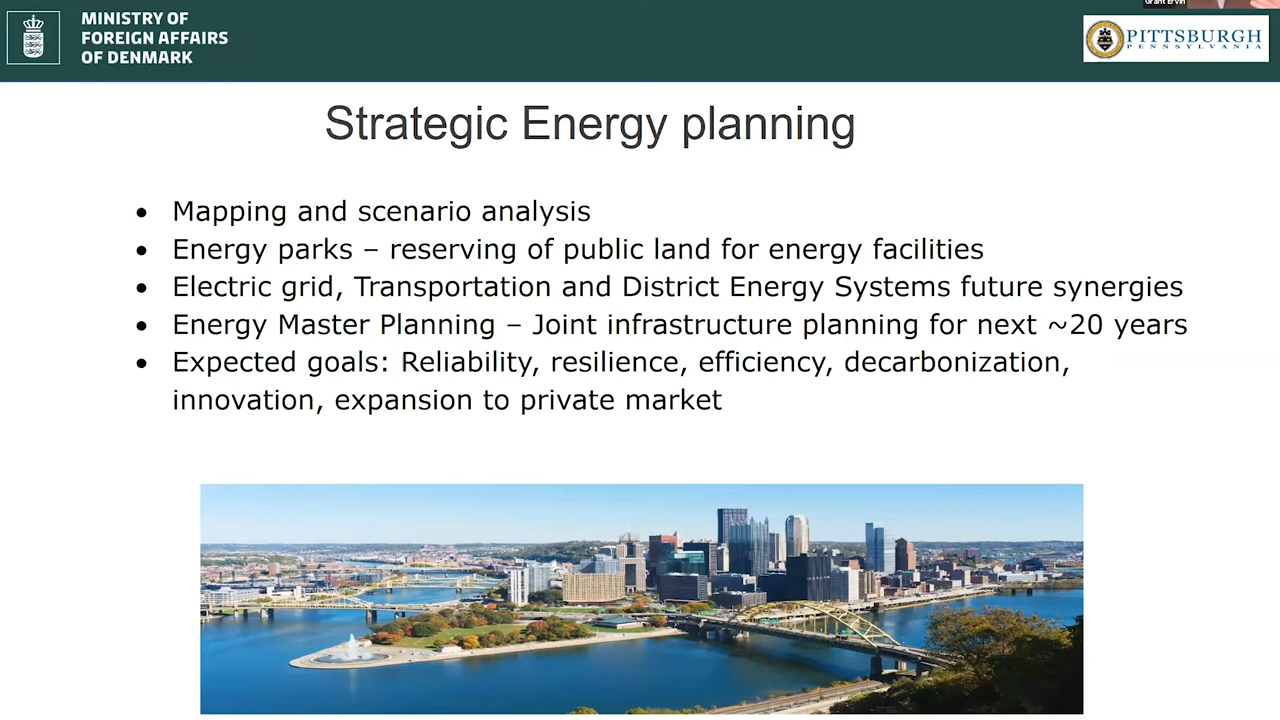 Grant Ervin
MINISTRY OF
FOREIGN AFFAIRS
OF DENMARK
PITTSBURGH
PENNSYLVANIA
Strategic Energy planning
• Mapping and scenario analysis
• Energy parks – reserving of public land for energy facilities
• Electric grid, Transportation and District Energy Systems future synergies
• Energy Master Planning – Joint infrastructure planning for next ~20 years
• Expected goals: Reliability, resilience, efficiency, decarbonization,
innovation, expansion to private market